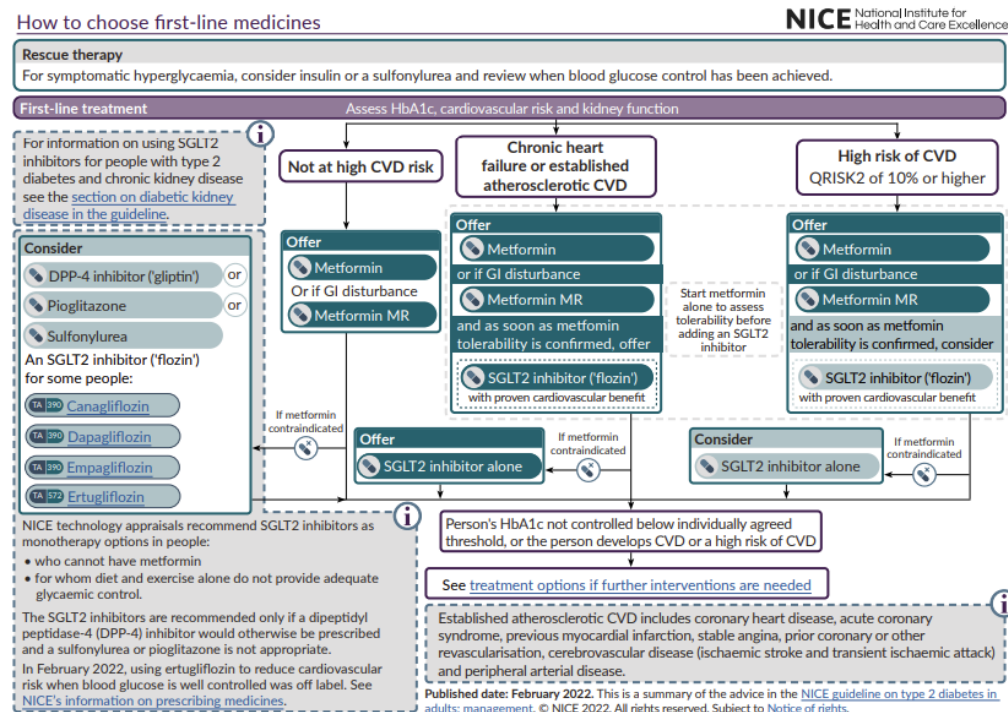 How to choose first-line medicines
NICE National Institute for
Health and Care Excellence
Rescue therapy
For symptomatic hyperglycaemia, consider insulin or a sulfonylurea and review when blood glucose control has been achieved.
First-line treatment
Assess HbA1c, cardiovascular risk and kidney function
i
For information on using SGLT2
inhibitors for people with type 2
diabetes and chronic kidney disease
see the section on diabetic kidney
disease in the guideline.
Not at high CVD risk
Chronic heart
failure or established
atherosclerotic CVD
High risk of CVD
QRISK2 of 10% or higher
Consider
DPP-4 inhibitor ('gliptin')
or
Pioglitazone
or
Sulfonylurea
An SGLT2 inhibitor ('flozin')
for some people:
TA 390 Canagliflozin
TA 390 Dapagliflozin
TA 390 Empagliflozin
TA 572 Ertugliflozin
Offer
Metformin
Or if GI disturbance
Metformin MR
Offer
Metformin
or if GI disturbance
Metformin MR
and as soon as metfomin
tolerability is confirmed, offer
SGLT2 inhibitor ('flozin')
with proven cardiovascular benefit
Start metformin
alone to assess
tolerability before
adding an SGLT2
inhibitor
Offer
Metformin
or if GI disturbance
Metformin MR
and as soon as metfomin
tolerability is confirmed, consider
SGLT2 inhibitor ('flozin')
with proven cardiovascular benefit
If metformin
contraindicated
Offer
SGLT2 inhibitor alone
If metformin
contraindicated
Consider
SGLT2 inhibitor alone
If metformin
contraindicated
i
NICE technology appraisals recommend SGLT2 inhibitors as
monotherapy options in people:
• who cannot have metformin
• for whom diet and exercise alone do not provide adequate
glycaemic control.
The SGLT2 inhibitors are recommended only if a dipeptidyl
peptidase-4 (DPP-4) inhibitor would otherwise be prescribed
and a sulfonylurea or pioglitazone is not appropriate.
In February 2022, using ertugliflozin to reduce cardiovascular
risk when blood glucose is well controlled was off label. See
NICE's information on prescribing medicines.
Person's HbA1c not controlled below individually agreed
threshold, or the person develops CVD or a high risk of CVD
See treatment options if further interventions are needed
i
Established atherosclerotic CVD includes coronary heart disease, acute coronary
syndrome, previous myocardial infarction, stable angina, prior coronary or other
revascularisation, cerebrovascular disease (ischaemic stroke and transient ischaemic attack)
and peripheral arterial disease.
Published date: February 2022. This is a summary of the advice in the NICE guideline on type 2 diabetes in
adults: management. © NICE 2022. All rights reserved. Subject to Notice of rights.